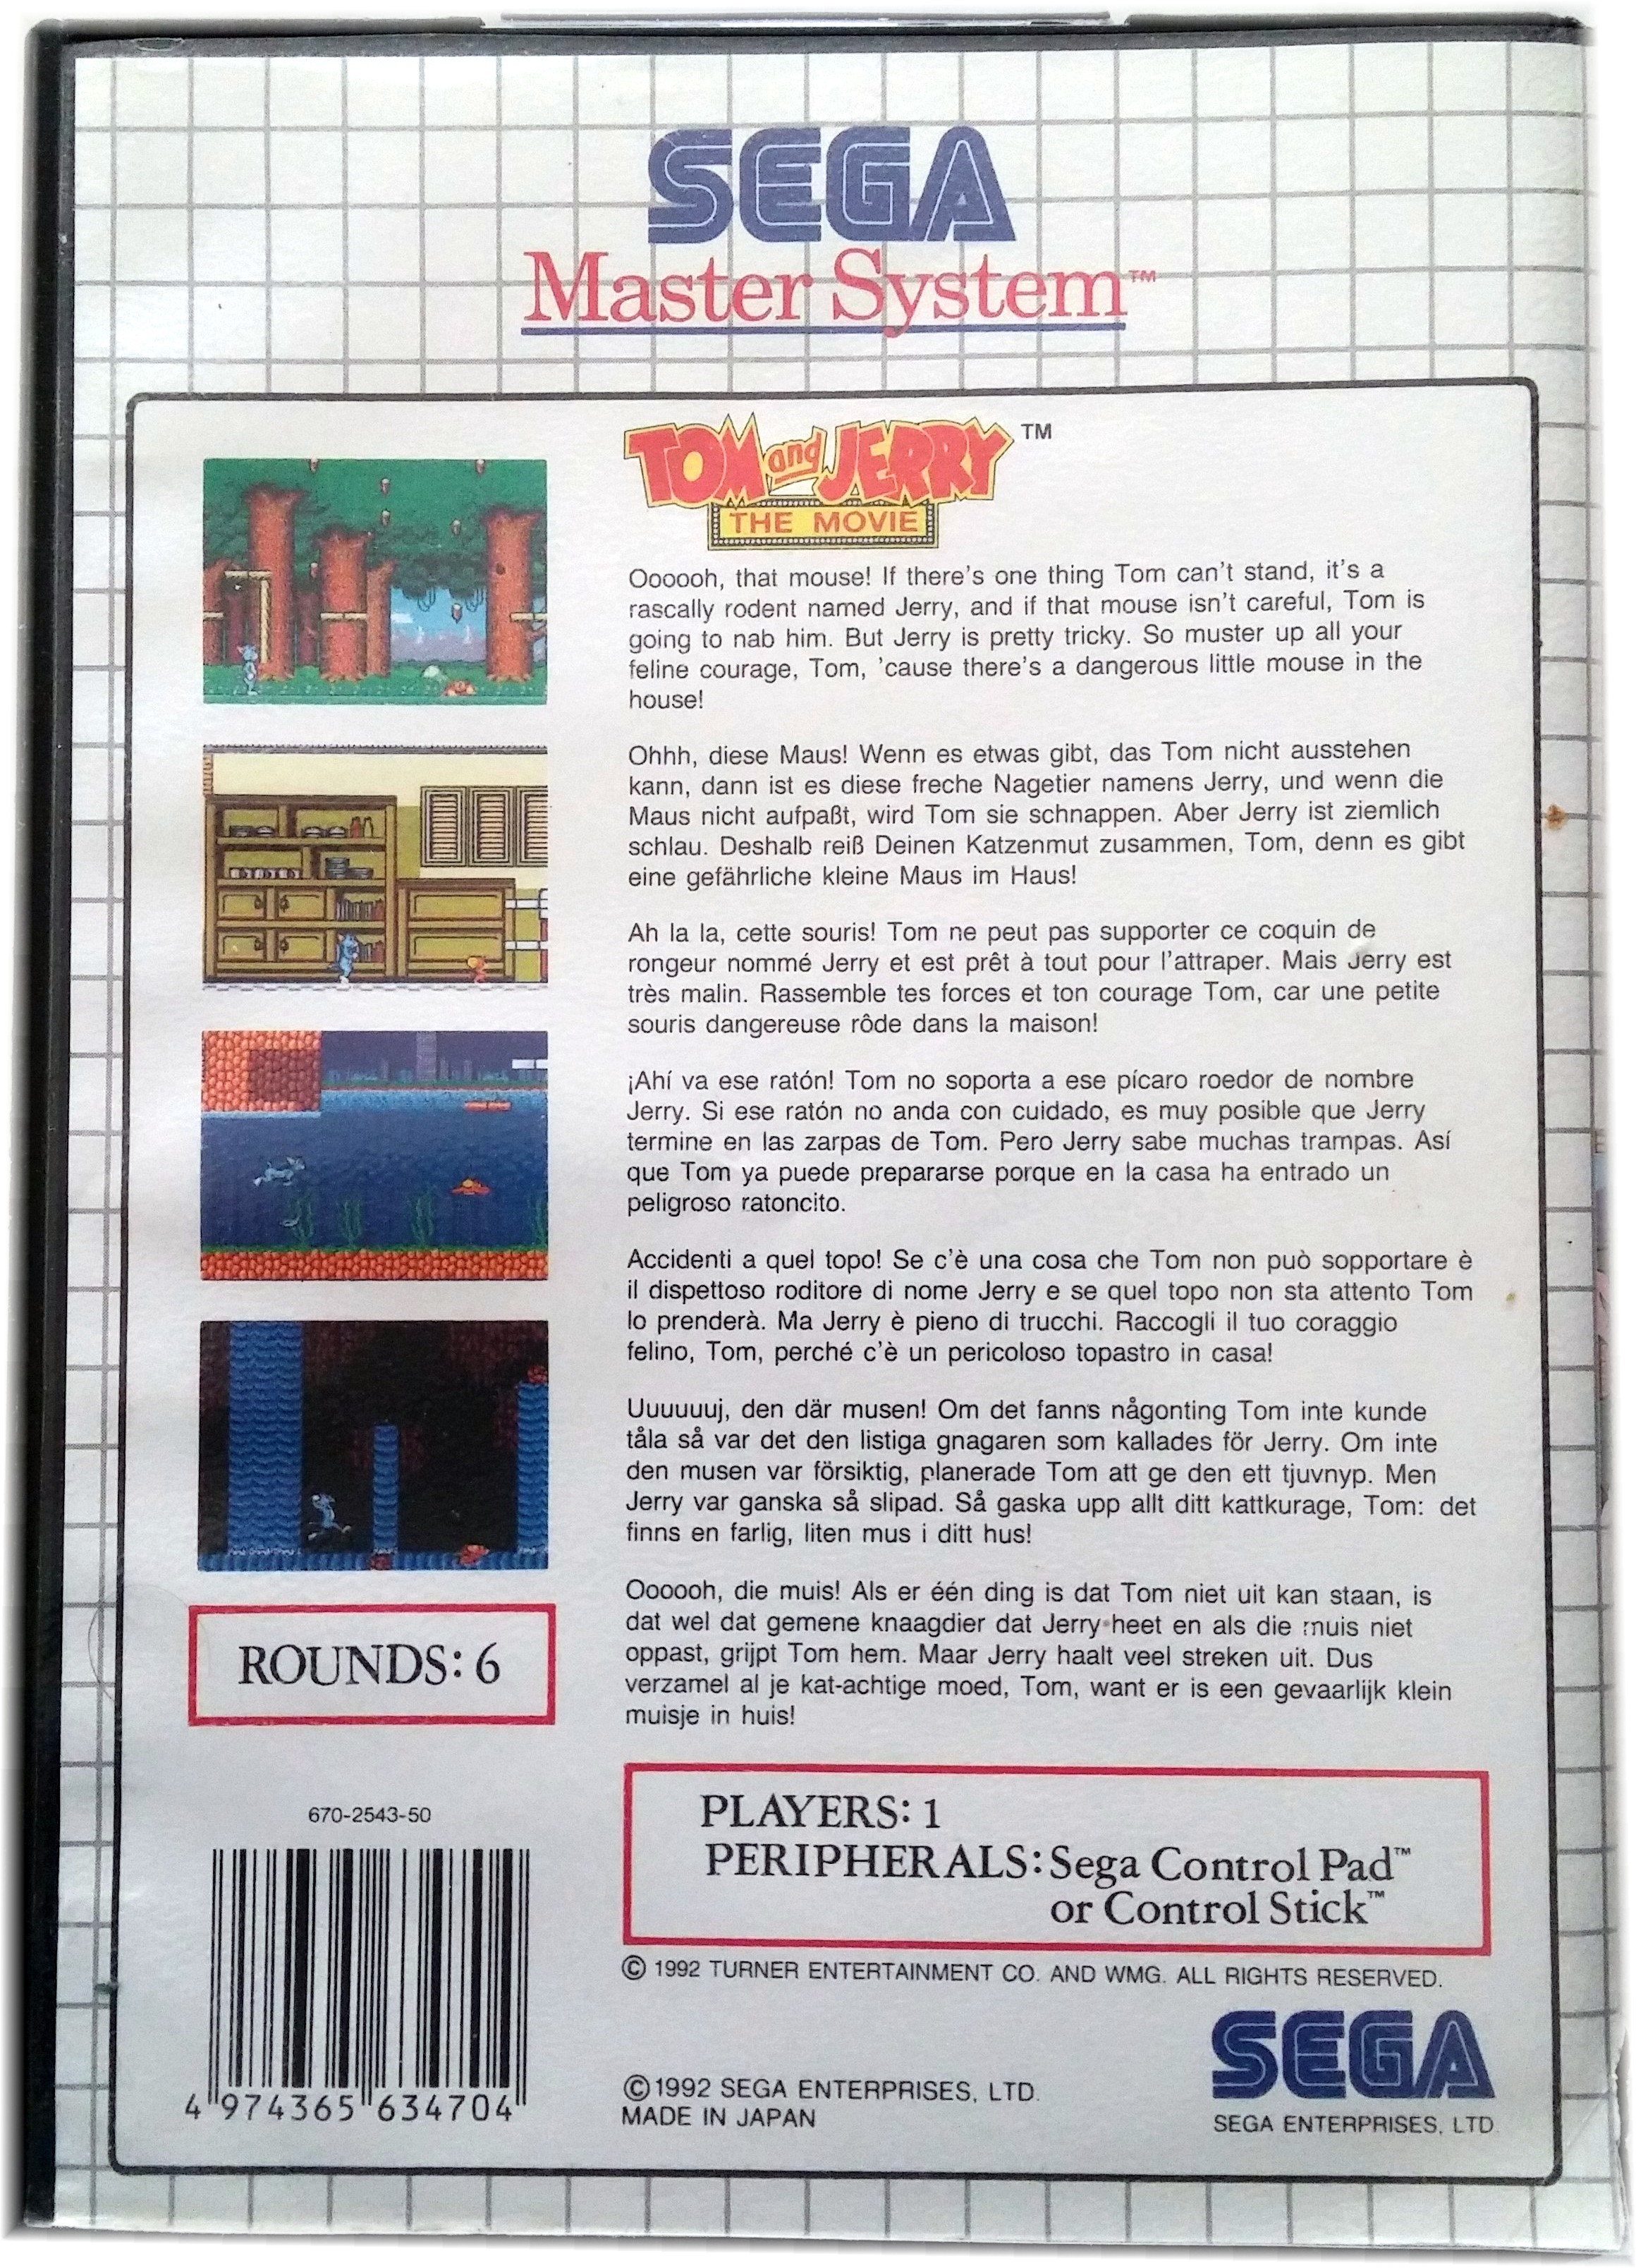 SEGA
Master System™
TOM and JERRY ™
THE MOVIE
Oooooh, that mouse! If there's one thing Tom can't stand, it's a
rascally rodent named Jerry, and if that mouse isn't careful, Tom is
going to nab him. But Jerry is pretty tricky. So muster up all your
feline courage, Tom, 'cause there's a dangerous little mouse in the
house!
Ohhh, diese Maus! Wenn es etwas gibt, das Tom nicht ausstehen
kann, dann ist es diese freche Nagetier namens Jerry, und wenn die
Maus nicht aufpaßt, wird Tom sie schnappen. Aber Jerry ist ziemlich
schlau. Deshalb reiß Deinen Katzenmut zusammen, Tom, denn es gibt
eine gefährliche kleine Maus im Haus!
Ah la la, cette souris! Tom ne peut pas supporter ce coquin de
rongeur nommé Jerry et est prêt à tout pour l'attraper. Mais Jerry est
très malin. Rassemble tes forces et ton courage Tom, car une petite
souris dangereuse rôde dans la maison!
¡Ahí va ese ratón! Tom no soporta a ese pícaro roedor de nombre
Jerry. Si ese ratón no anda con cuidado, es muy posible que Jerry
termine en las zarpas de Tom. Pero Jerry sabe muchas trampas. Así
que Tom ya puede prepararse porque en la casa ha entrado un
peligroso ratoncito.
Accidenti a quel topo! Se c'è una cosa che Tom non può sopportare è
il dispettoso roditore di nome Jerry e se quel topo non sta attento Tom
lo prenderà. Ma Jerry è pieno di trucchi. Raccogli il tuo coraggio
felino, Tom, perché c'è un pericoloso topastro in casa!
Uuuuuuj, den där musen! Om det fanns någonting Tom inte kunde
tåla så var det den listiga gnagaren som kallades för Jerry. Om inte
den musen var försiktig, planerade Tom att ge den ett tjuvnyp. Men
Jerry var ganska så slipad. Så gaska upp allt ditt kattkurage, Tom: det
finns en farlig, liten mus i ditt hus!
Oooooh, die muis! Als er één ding is dat Tom niet uit kan staan, is
dat wel dat gemene knaagdier dat Jerry heet en als die muis niet
oppast, grijpt Tom hem. Maar Jerry haalt veel streken uit. Dus
verzamel al je kat-achtige moed, Tom, want er is een gevaarlijk klein
muisje in huis!
ROUNDS: 6
670-2543-50
4 974365 634704
PLAYERS: 1
PERIPHERALS: Sega Control Pad™
or Control Stick™
© 1992 TURNER ENTERTAINMENT CO. AND WMG. ALL RIGHTS RESERVED.
© 1992 SEGA ENTERPRISES, LTD.
MADE IN JAPAN
SEGA
SEGA ENTERPRISES, LTD.